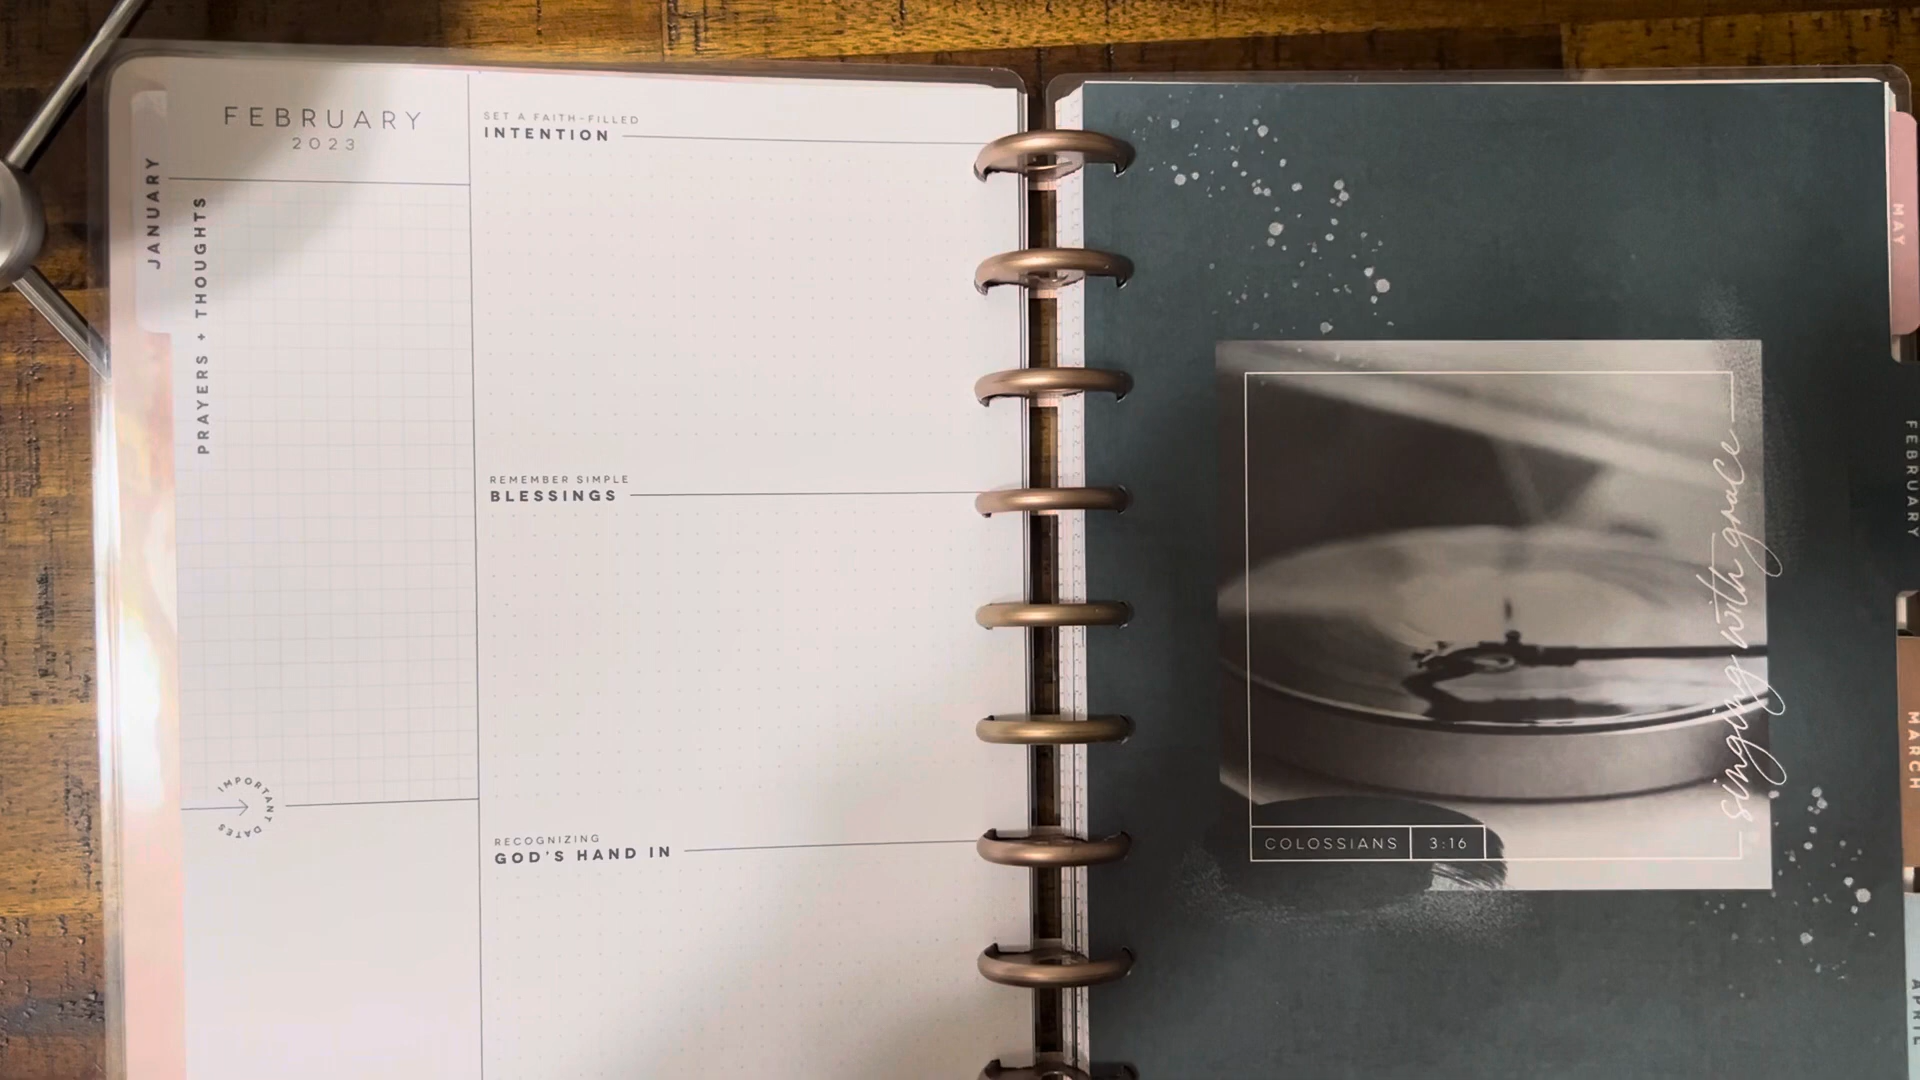 FEBRUARY
2023
JANUARY
PRAYERS + THOUGHTS
IMPORTANT DATES
SET A FAITH-FILLED
INTENTION
REMEMBER SIMPLE
BLESSINGS
RECOGNIZING
GOD'S HAND IN
singing with grace
COLOSSIANS 3:16
MAY
FEBRUARY
MARCH
APRIL